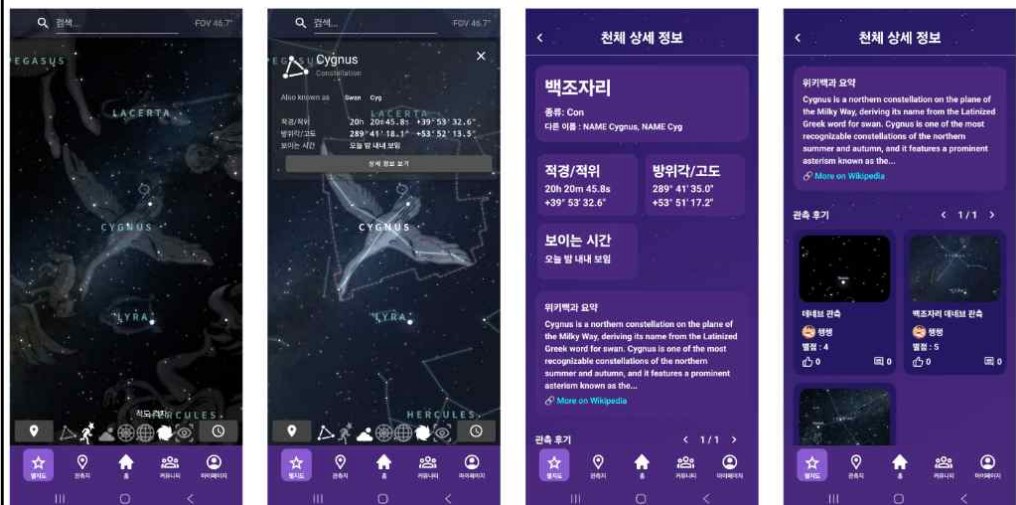 검색...
FOV 46.7°
PEGASUS
LACERTA
CYGNUS
LYRA
HERCULES
별지도
관측지
홈
커뮤니티
마이페이지
검색...
FOV 46.7°
Cygnus
Constellation
Also known as Swan Cyg
적경/적위 20h 20m 45.8s +39° 53' 32.6"
방위각/고도 289° 41' 18.1" +53° 52' 13.5"
보이는 시간 오늘 밤 내내 보임
상세 정보 보기
LACERTA
CYGNUS
LYRA
HERCULES
별지도
관측지
홈
커뮤니티
마이페이지
천체 상세 정보
백조자리
종류: Con
다른 이름 : NAME Cygnus, NAME Cyg
적경/적위
20h 20m 45.8s
+39° 53' 32.6"
방위각/고도
289° 41' 35.0"
+53° 51' 17.2"
보이는 시간
오늘 밤 내내 보임
위키백과 요약
Cygnus is a northern constellation on the plane of
the Milky Way, deriving its name from the Latinized
Greek word for swan. Cygnus is one of the most
recognizable constellations of the northern
summer and autumn, and it features a prominent
asterism known as the...
More on Wikipedia
관측 후기
< 1 / 1 >
별지도
관측지
홈
커뮤니티
마이페이지
천체 상세 정보
위키백과 요약
Cygnus is a northern constellation on the plane of
the Milky Way, deriving its name from the Latinized
Greek word for swan. Cygnus is one of the most
recognizable constellations of the northern
summer and autumn, and it features a prominent
asterism known as the...
More on Wikipedia
관측 후기
< 1 / 1 >
데네브 관측
쌩쌩
별점 : 4
0
0
백조자리 데네브 관측
쌩쌩
별점 : 5
0
0
별지도
관측지
홈
커뮤니티
마이페이지